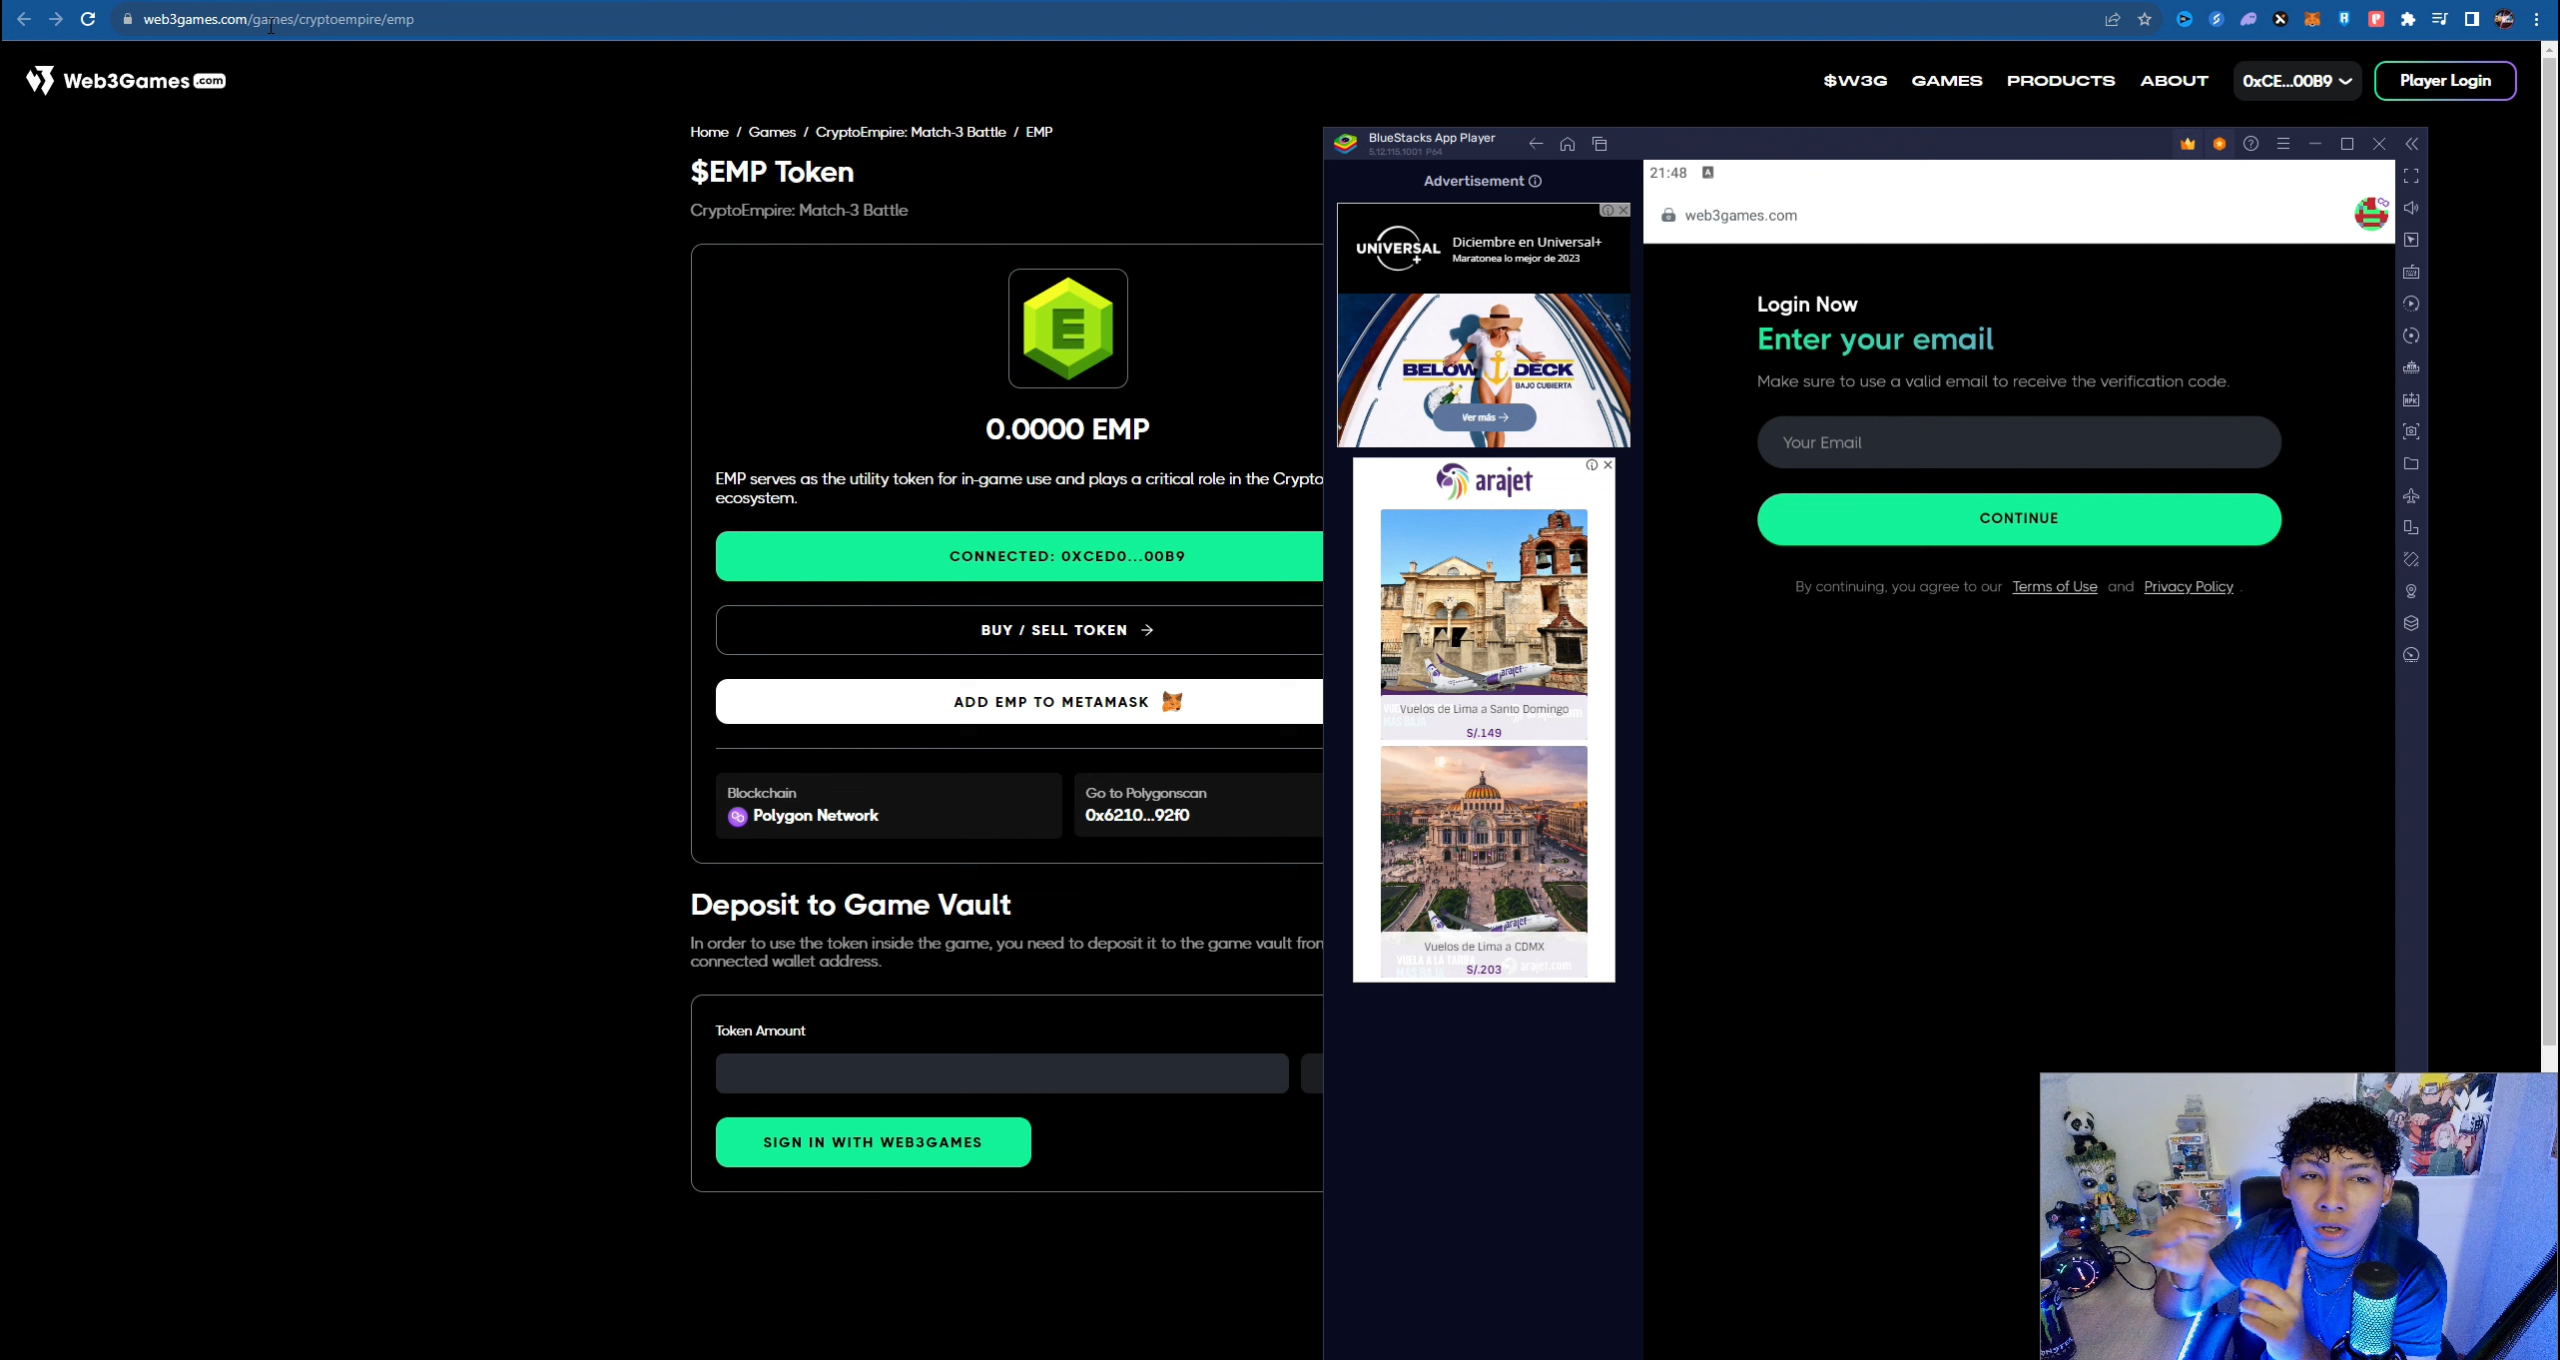 web3games.com/games/cryptoempire/emp
Web3Games .com
$W3G GAMES PRODUCTS ABOUT 0xCE...00B9 Player Login
Home / Games / CryptoEmpire: Match-3 Battle / EMP
$EMP Token
CryptoEmpire: Match-3 Battle
E
0.0000 EMP
EMP serves as the utility token for in-game use and plays a critical role in the Crypto
ecosystem.
CONNECTED: 0XCED0...00B9
BUY / SELL TOKEN →
ADD EMP TO METAMASK
Blockchain
Polygon Network
Go to Polygonscan
0x6210...92f0
Deposit to Game Vault
In order to use the token inside the game, you need to deposit it to the game vault from
connected wallet address.
Token Amount
SIGN IN WITH WEB3GAMES
BlueStacks App Player
5.12.115.1001 P64
Advertisement
UNIVERSAL+
Diciembre en Universal+
Maratonea lo mejor de 2023
BELOW DECK
BAJO CUBIERTA
Ver más →
arajet
arajet
Vuelos de Lima a Santo Domingo
S/.149
Vuelos de Lima a CDMX
arajet.com
S/.203
21:48
web3games.com
Login Now
Enter your email
Make sure to use a valid email to receive the verification code.
Your Email
CONTINUE
By continuing, you agree to our Terms of Use and Privacy Policy .